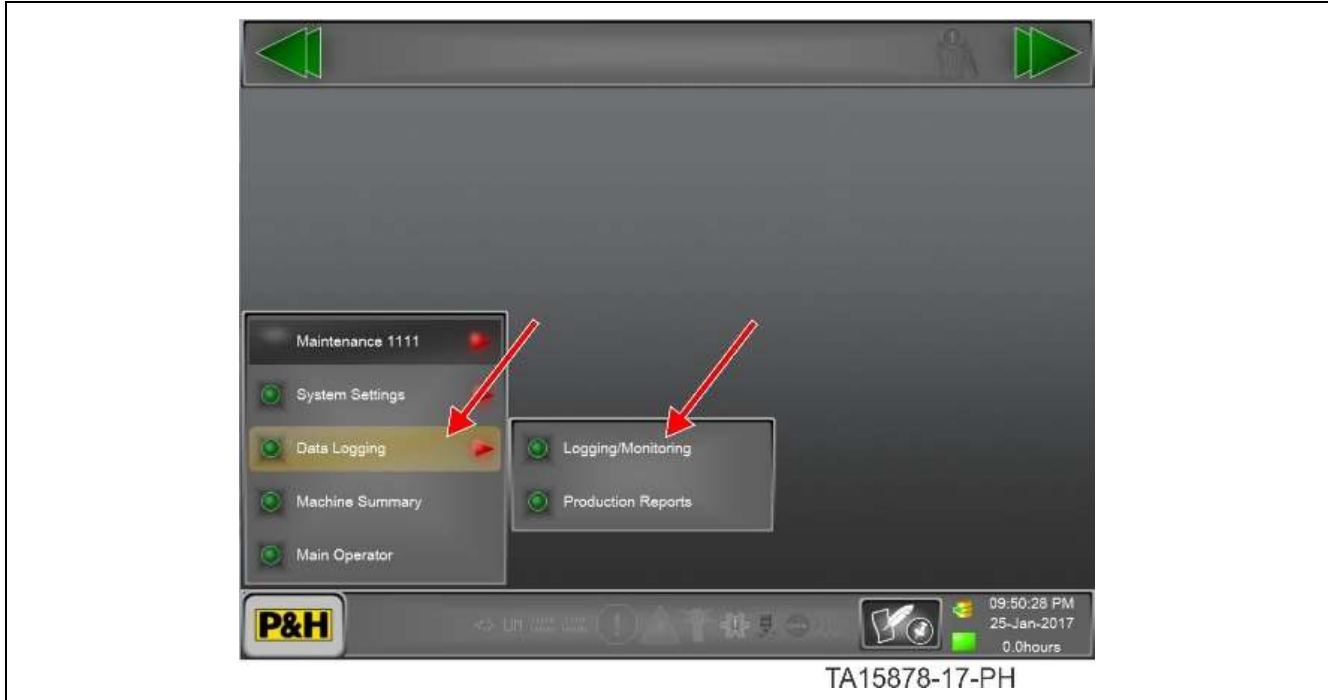 Maintenance 1111
System Settings
Data Logging
Logging/Monitoring
Machine Summary
Production Reports
Main Operator
P&H
09:50:28 PM
25-Jan-2017
0.0hours
TA15878-17-PH